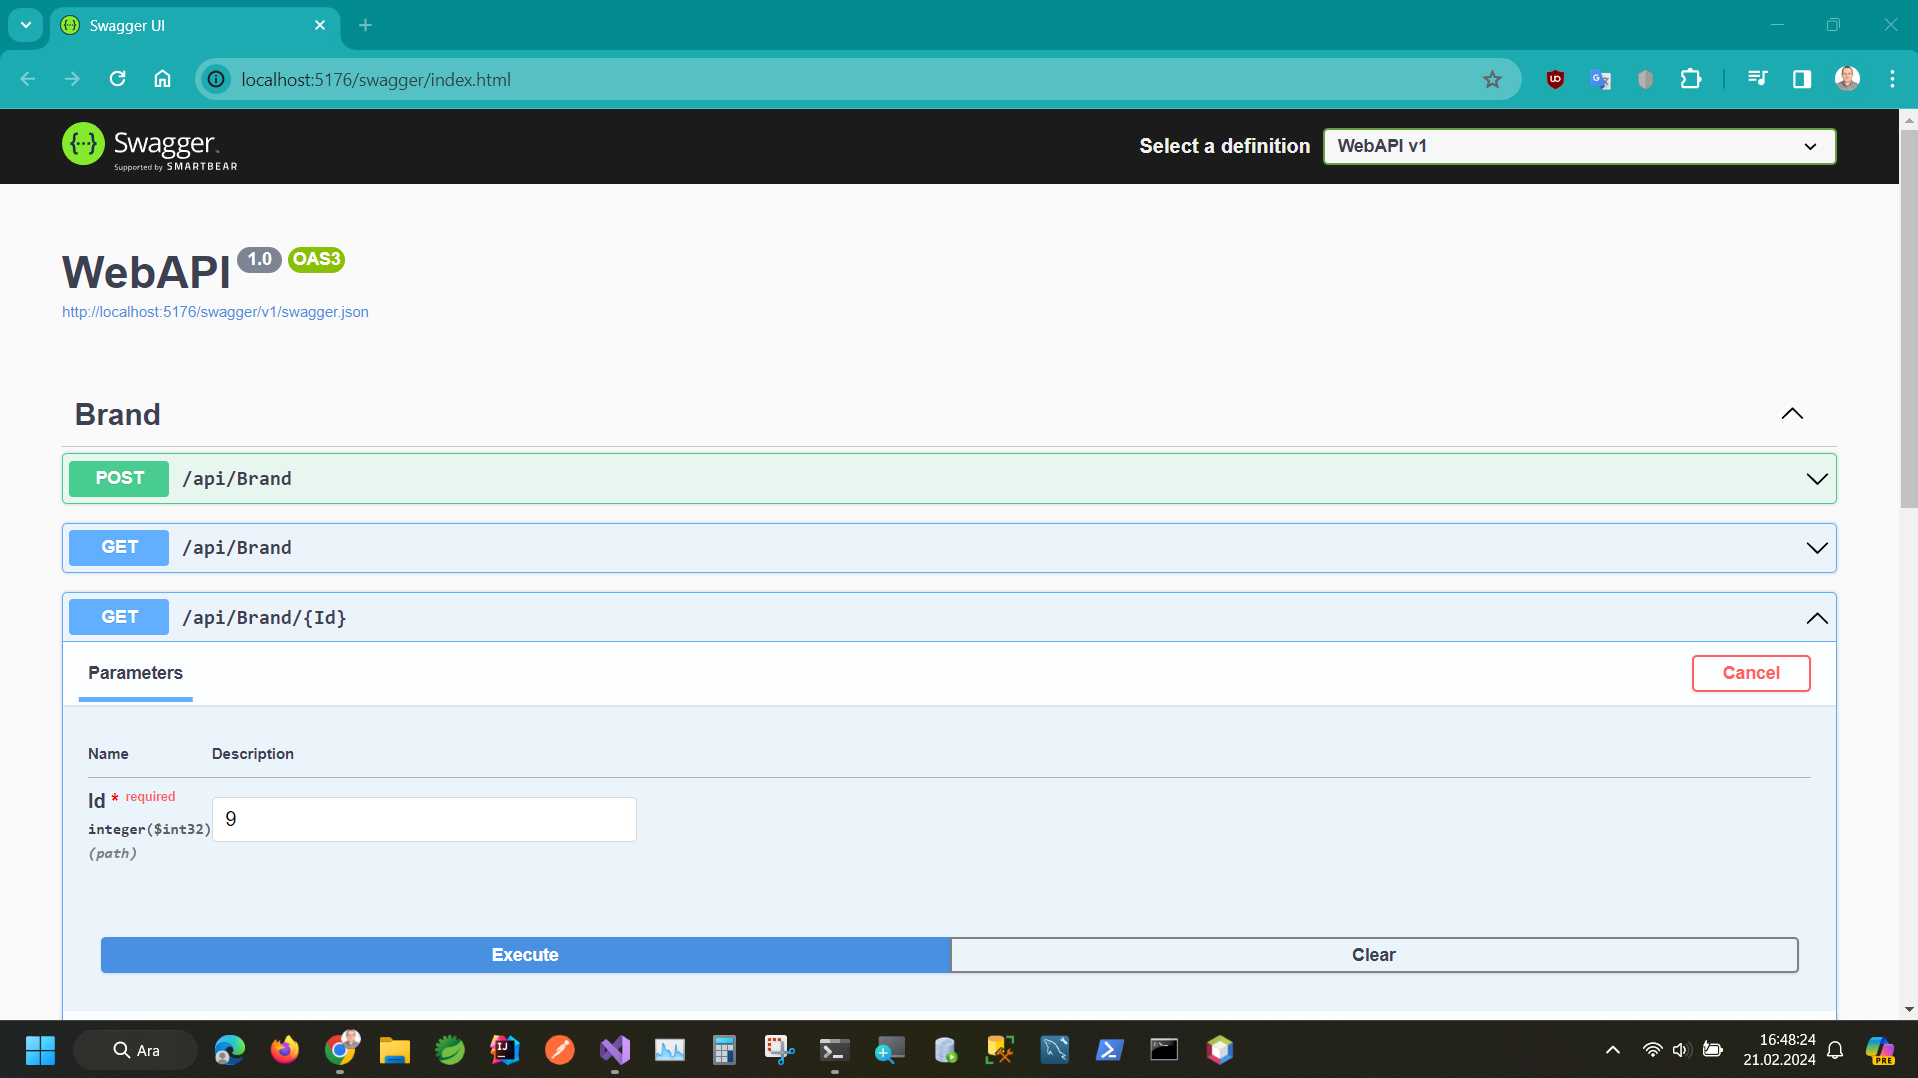 Swagger UI
localhost:5176/swagger/index.html
Swagger
Supported by SMARTBEAR
Select a definition
WebAPI v1
WebAPI 1.0 OAS3
http://localhost:5176/swagger/v1/swagger.json
Brand
POST /api/Brand
GET /api/Brand
GET /api/Brand/{Id}
Parameters
Cancel
Name Description
Id * required
integer($int32)
(path)
9
Execute
Clear
Ara
16:48:24
21.02.2024
PRE